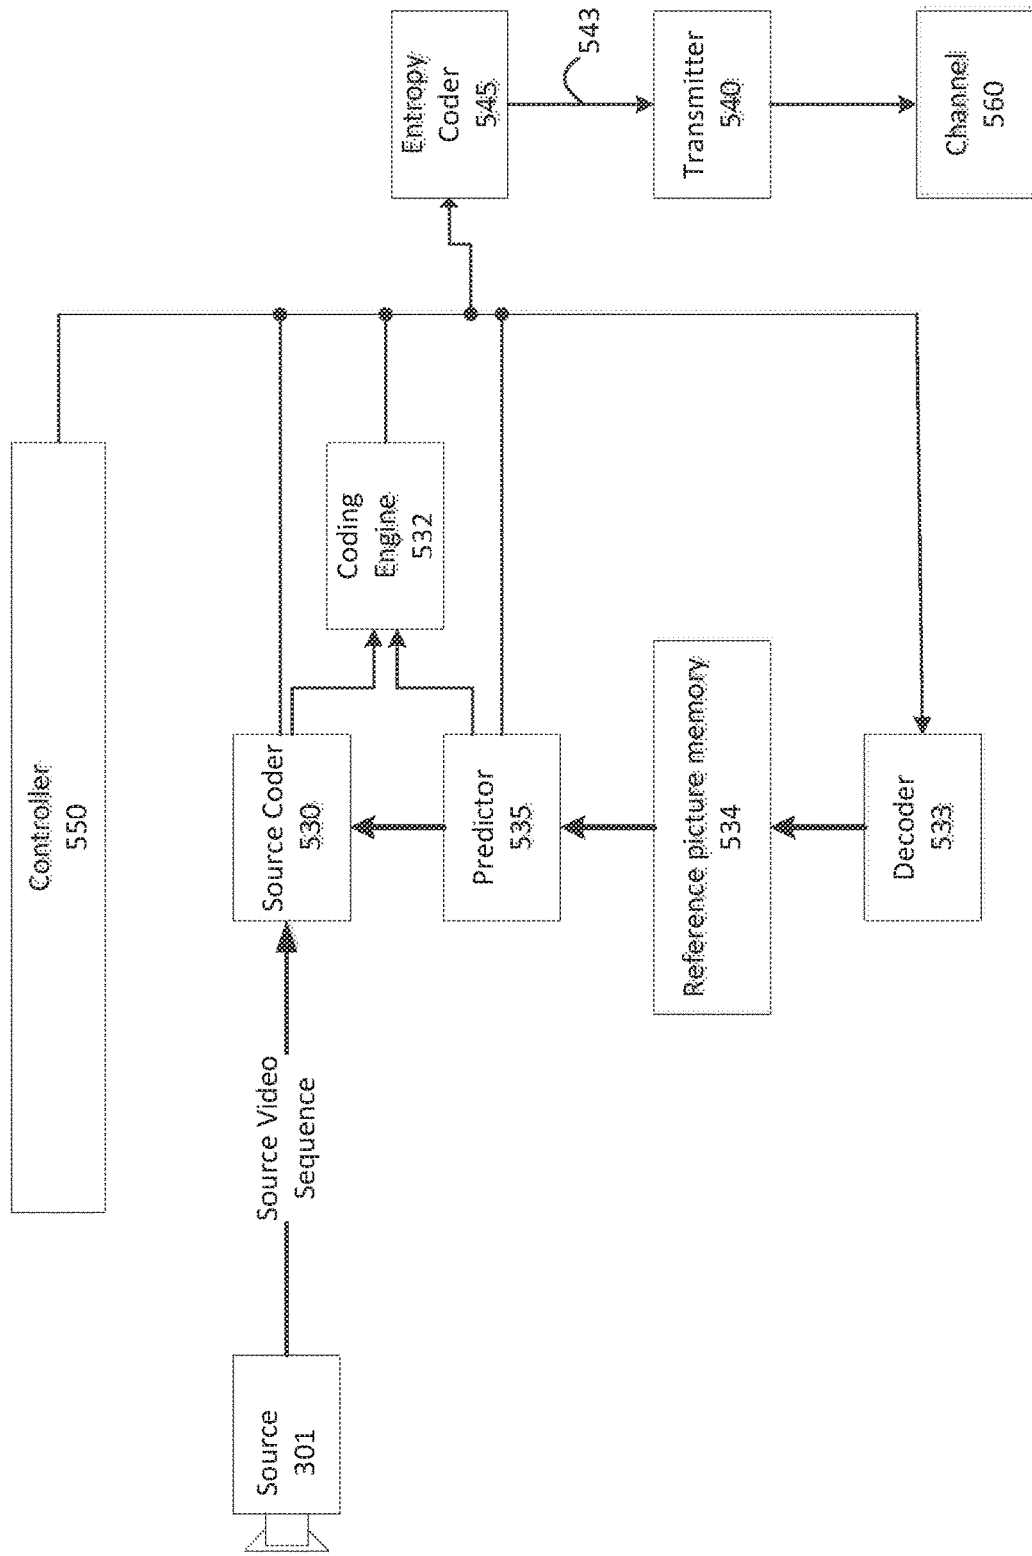 Controller
550
Source
301
Source Video
Sequence
Source Coder
530
Coding
Engine
532
Entropy
Coder
545
543
Predictor
535
Transmitter
540
Reference picture memory
534
Decoder
533
Channel
560